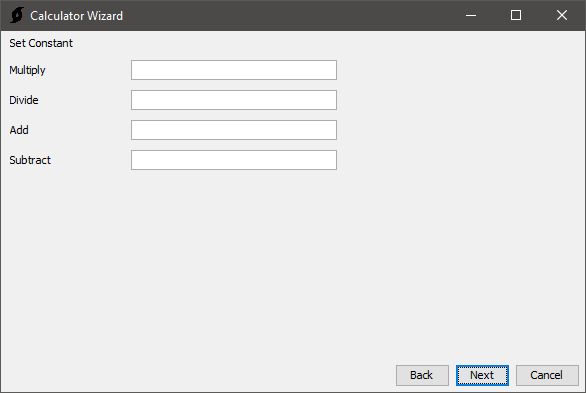 Calculator Wizard
Set Constant
Multiply
Divide
Add
Subtract
Back Next Cancel